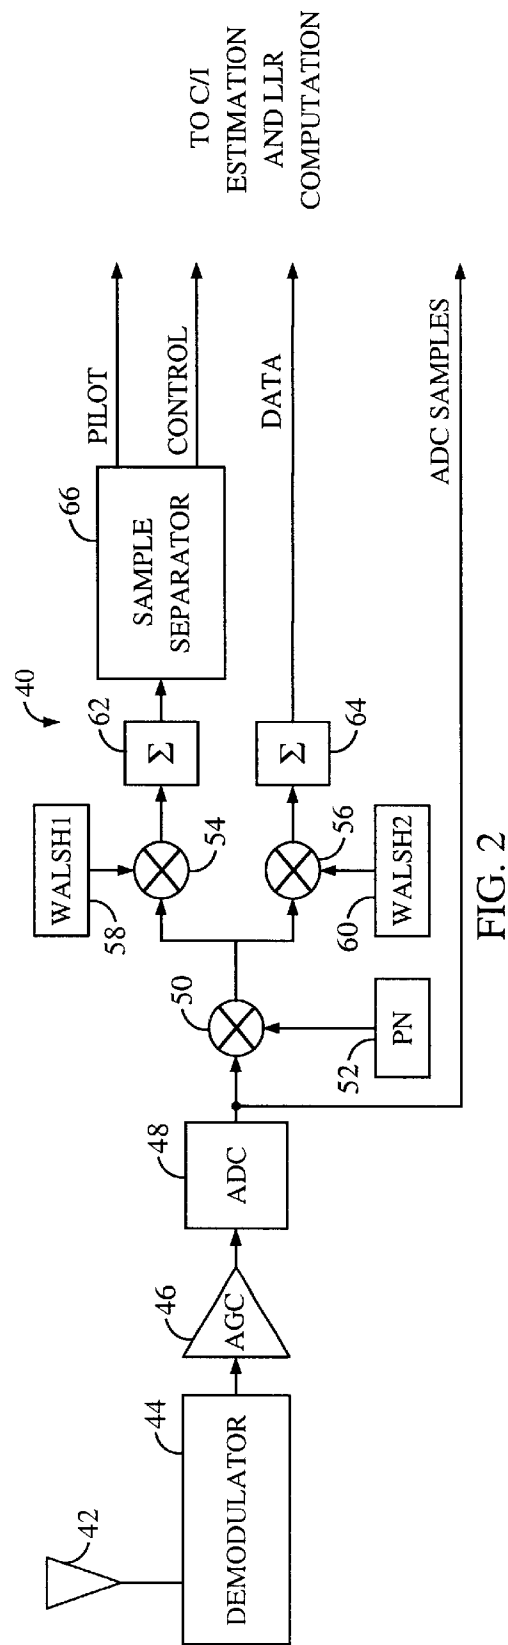 42
44
DEMODULATOR
46
AGC
48
ADC
50
52
PN
WALSH1
58
54
56
60
WALSH2
40
62
Σ
Σ
64
66
SAMPLE
SEPARATOR
PILOT
CONTROL
DATA
ADC SAMPLES
TO C/I
ESTIMATION
AND LLR
COMPUTATION
FIG. 2